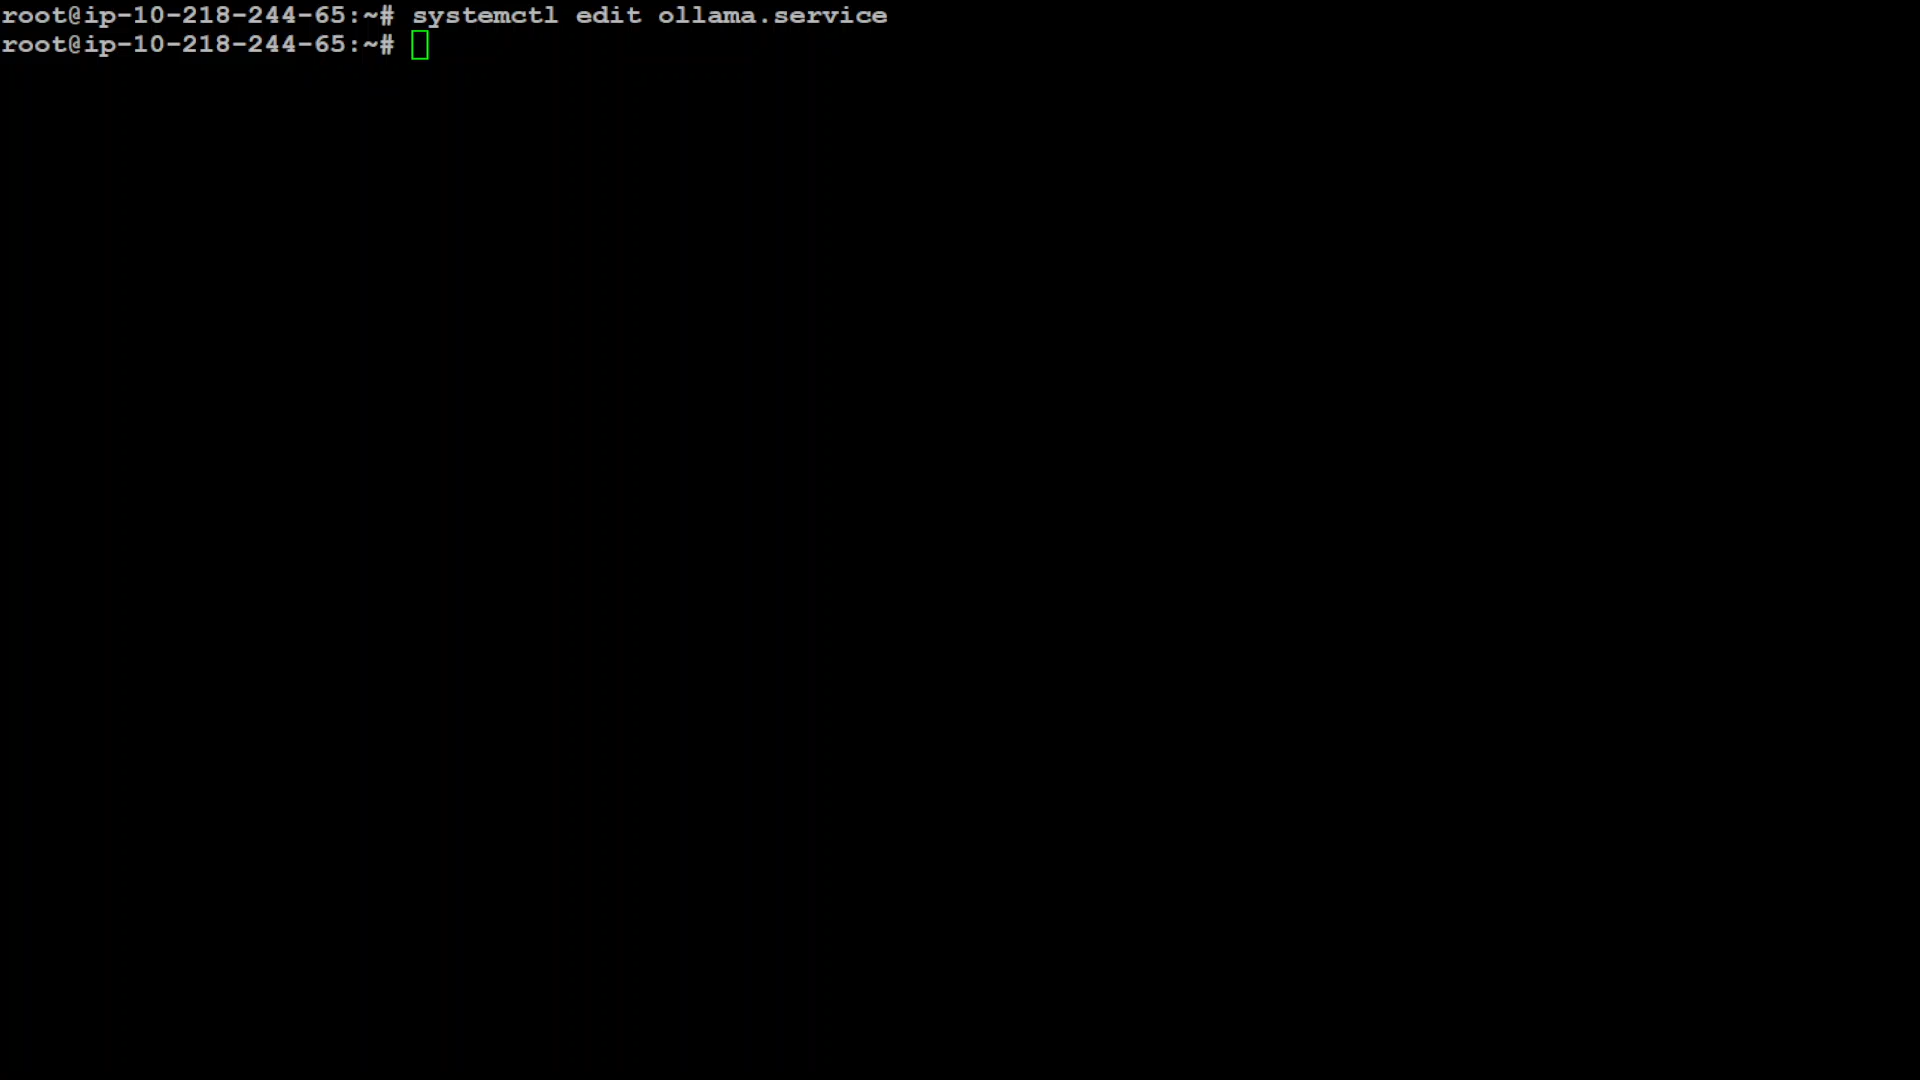 root@ip-10-218-244-65:~# systemctl edit ollama.service
root@ip-10-218-244-65:~#